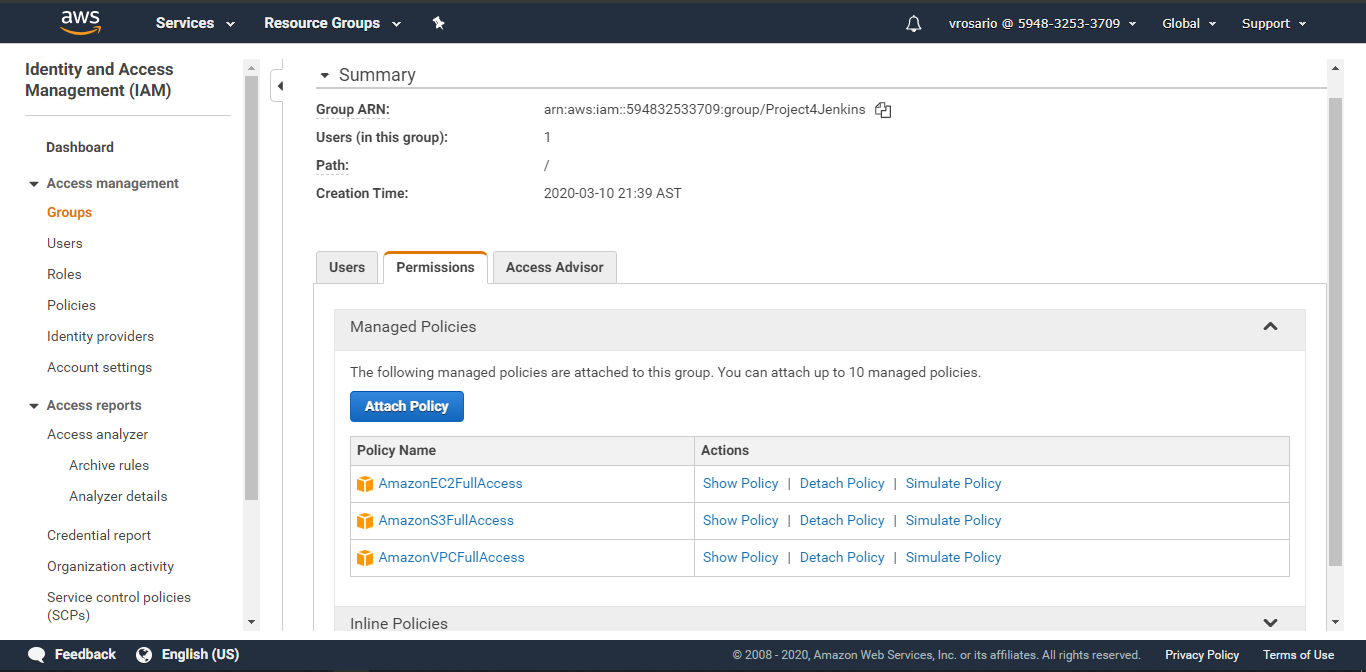 aws Services Resource Groups vrosario @ 5948-3253-3709 Global Support
Identity and Access
Management (IAM)
Dashboard
Access management
Groups
Users
Roles
Policies
Identity providers
Account settings
Access reports
Access analyzer
Archive rules
Analyzer details
Credential report
Organization activity
Service control policies
(SCPs)
Summary
Group ARN: arn:aws:iam::594832533709:group/Project4Jenkins
Users (in this group): 1
Path: /
Creation Time: 2020-03-10 21:39 AST
Users Permissions Access Advisor
Managed Policies
The following managed policies are attached to this group. You can attach up to 10 managed policies.
Attach Policy
Policy Name Actions
AmazonEC2FullAccess Show Policy | Detach Policy | Simulate Policy
AmazonS3FullAccess Show Policy | Detach Policy | Simulate Policy
AmazonVPCFullAccess Show Policy | Detach Policy | Simulate Policy
Inline Policies
Feedback English (US) © 2008 - 2020, Amazon Web Services, Inc. or its affiliates. All rights reserved. Privacy Policy Terms of Use